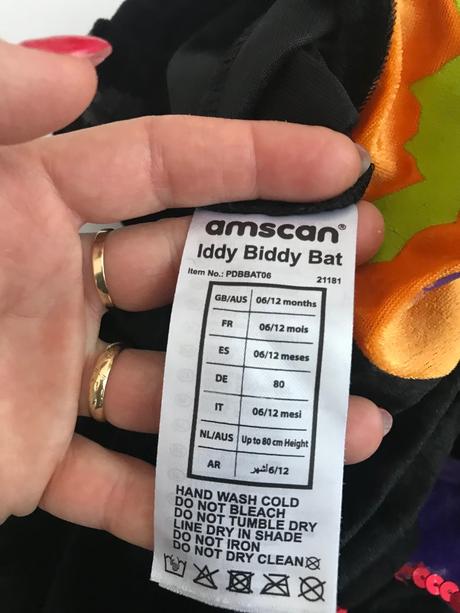 amscan®
Iddy Biddy Bat
Item No.: PDBBAT06 21181
GB/AUS 06/12 months
FR 06/12 mois
ES 06/12 meses
DE 80
IT 06/12 mesi
NL/AUS Up to 80 cm Height
AR 6/12 أشهر
HAND WASH COLD
DO NOT BLEACH
DO NOT TUMBLE DRY
LINE DRY IN SHADE
DO NOT IRON
DO NOT DRY CLEAN